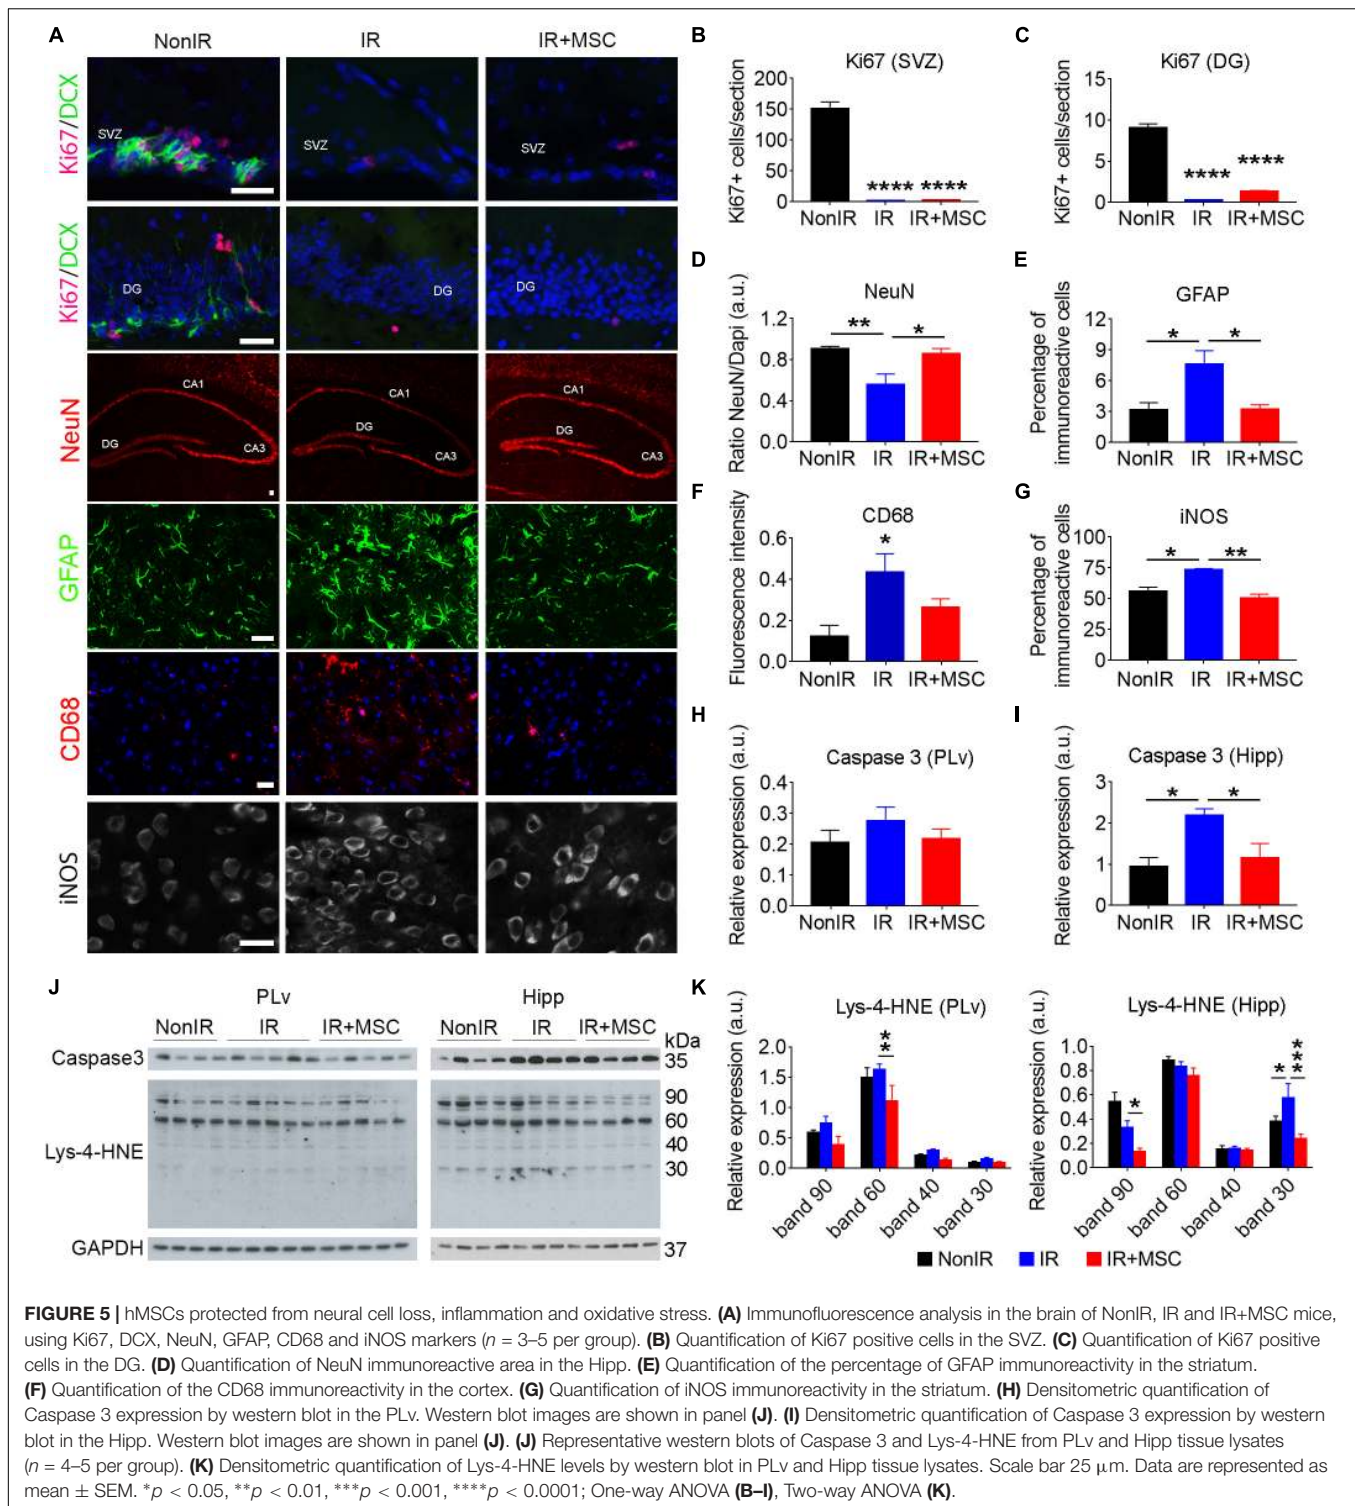 A
NonIR IR IR+MSC
Ki67/DCX
SVZ SVZ SVZ
Ki67/DCX
DG DG DG
NeuN
CA1 CA1 CA1
DG DG DG
CA3 CA3 CA3
GFAP
CD68
iNOS
B
Ki67 (SVZ)
Ki67+ cells/section
200
150
100
50
0
**** ****
NonIR IR IR+MSC
C
Ki67 (DG)
Ki67+ cells/section
15
10
5
0
**** ****
NonIR IR IR+MSC
D
NeuN
Ratio NeuN/Dapi (a.u.)
1.2
0.8
0.4
0.0
** *
NonIR IR IR+MSC
E
GFAP
Percentage of
immunoreactive cells
12
9
6
3
0
* *
NonIR IR IR+MSC
F
CD68
Fluorescence intensity
0.6
0.4
0.2
0.0
*
NonIR IR IR+MSC
G
iNOS
Percentage of
immunoreactive cells
100
75
50
25
0
* **
NonIR IR IR+MSC
H
Caspase 3 (PLv)
Relative expression (a.u.)
0.4
0.3
0.2
0.1
0.0
NonIR IR IR+MSC
I
Caspase 3 (Hipp)
Relative expression (a.u.)
3
2
1
0
* *
NonIR IR IR+MSC
J
PLv Hipp
NonIR IR IR+MSC NonIR IR IR+MSC
kDa
Caspase3 35
Lys-4-HNE
90
60
40
30
GAPDH 37
K
Lys-4-HNE (PLv)
Relative expression (a.u.)
2.0
1.5
1.0
0.5
0.0
**
band 90 band 60 band 40 band 30
Lys-4-HNE (Hipp)
Relative expression (a.u.)
1.0
0.8
0.6
0.4
0.2
0.0
* * ***
band 90 band 60 band 40 band 30
NonIR IR IR+MSC
FIGURE 5 | hMSCs protected from neural cell loss, inflammation and oxidative stress. (A) Immunofluorescence analysis in the brain of NonIR, IR and IR+MSC mice,
using Ki67, DCX, NeuN, GFAP, CD68 and iNOS markers (n = 3–5 per group). (B) Quantification of Ki67 positive cells in the SVZ. (C) Quantification of Ki67 positive
cells in the DG. (D) Quantification of NeuN immunoreactive area in the Hipp. (E) Quantification of the percentage of GFAP immunoreactivity in the striatum.
(F) Quantification of the CD68 immunoreactivity in the cortex. (G) Quantification of iNOS immunoreactivity in the striatum. (H) Densitometric quantification of
Caspase 3 expression by western blot in the PLv. Western blot images are shown in panel (J). (I) Densitometric quantification of Caspase 3 expression by western
blot in the Hipp. Western blot images are shown in panel (J). (J) Representative western blots of Caspase 3 and Lys-4-HNE from PLv and Hipp tissue lysates
(n = 4–5 per group). (K) Densitometric quantification of Lys-4-HNE levels by western blot in PLv and Hipp tissue lysates. Scale bar 25 μm. Data are represented as
mean ± SEM. *p < 0.05, **p < 0.01, ***p < 0.001, ****p < 0.0001; One-way ANOVA (B–I), Two-way ANOVA (K).